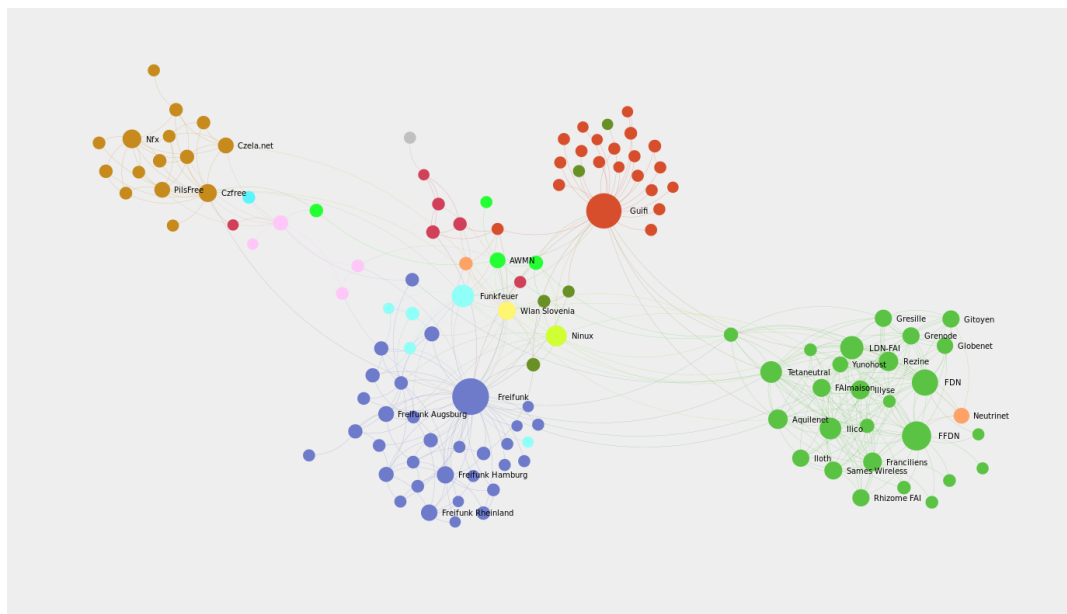 Nfx
Czela.net
PilsFree
Czfree
Guifi
AWMN
Funkfeuer
Wlan Slovenia
Ninux
Gresille
Gitoyen
Grenode
Globenet
LDN-FAI
Rezine
Yunohost
Tetaneutral
FDN
FAImaison
Illyse
Freifunk
Neutrinet
Freifunk Augsburg
Aquilenet
Ilico
FFDN
Iloth
Franciliens
Sames Wireless
Freifunk Hamburg
Rhizome FAI
Freifunk Rheinland